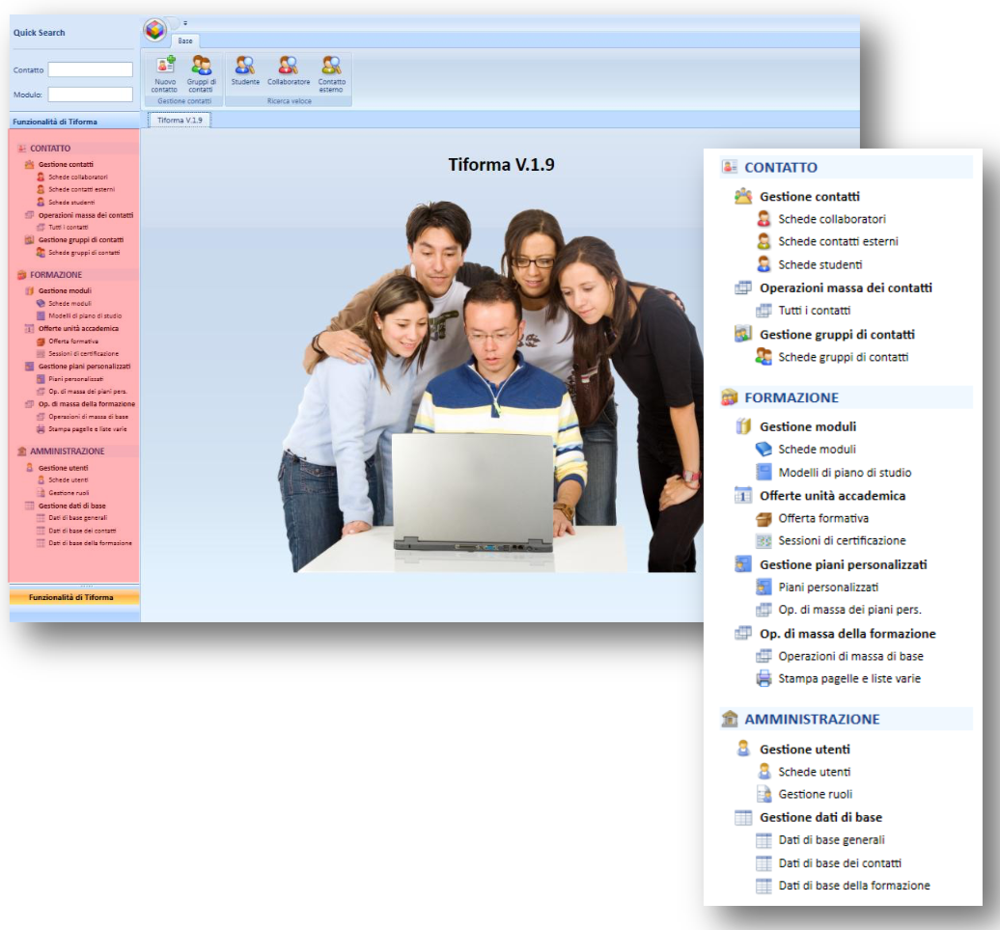 Quick Search
Contatto
Modulo:
Funzionalità di Tiforma
CONTATTO
Gestione contatti
Schede collaboratori
Schede contatti esterni
Schede studenti
Operazioni massa dei contatti
Tutti i contatti
Gestione gruppi di contatti
Schede gruppi di contatti
FORMAZIONE
Gestione moduli
Schede moduli
Modelli di piano di studio
Offerte unità accademica
Offerta formativa
Sessioni di certificazione
Gestione piani personalizzati
Piani personalizzati
Op. di massa dei piani pers.
Op. di massa della formazione
Operazioni di massa di base
Stampa pagelle e liste varie
AMMINISTRAZIONE
Gestione utenti
Schede utenti
Gestione ruoli
Gestione dati di base
Dati di base generali
Dati di base dei contatti
Dati di base della formazione
Funzionalità di Tiforma
Base
Nuovo contatto
Gruppi di contatti
Studente
Collaboratore
Contatto esterno
Gestione contatti
Ricerca veloce
Tiforma V.1.9
Tiforma V.1.9
CONTATTO
Gestione contatti
Schede collaboratori
Schede contatti esterni
Schede studenti
Operazioni massa dei contatti
Tutti i contatti
Gestione gruppi di contatti
Schede gruppi di contatti
FORMAZIONE
Gestione moduli
Schede moduli
Modelli di piano di studio
Offerte unità accademica
Offerta formativa
Sessioni di certificazione
Gestione piani personalizzati
Piani personalizzati
Op. di massa dei piani pers.
Op. di massa della formazione
Operazioni di massa di base
Stampa pagelle e liste varie
AMMINISTRAZIONE
Gestione utenti
Schede utenti
Gestione ruoli
Gestione dati di base
Dati di base generali
Dati di base dei contatti
Dati di base della formazione